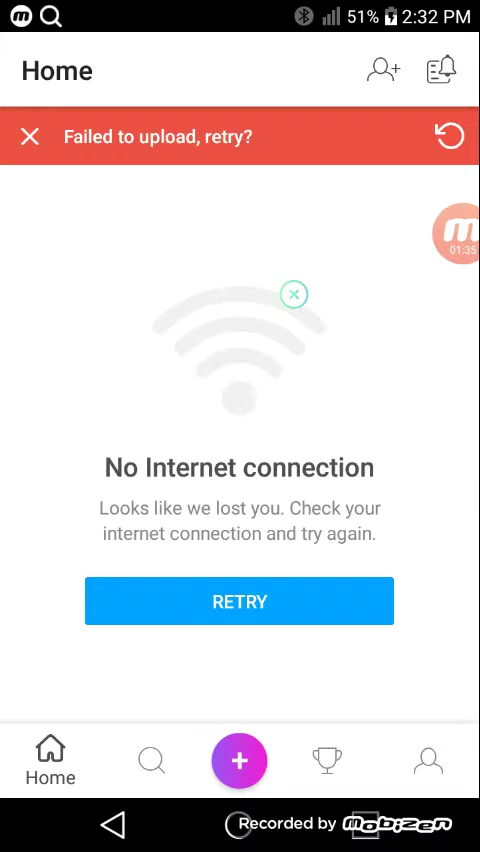 51% 2:32 PM
Home
Failed to upload, retry?
01:35
No Internet connection
Looks like we lost you. Check your
internet connection and try again.
RETRY
Home
Recorded by Mobizen